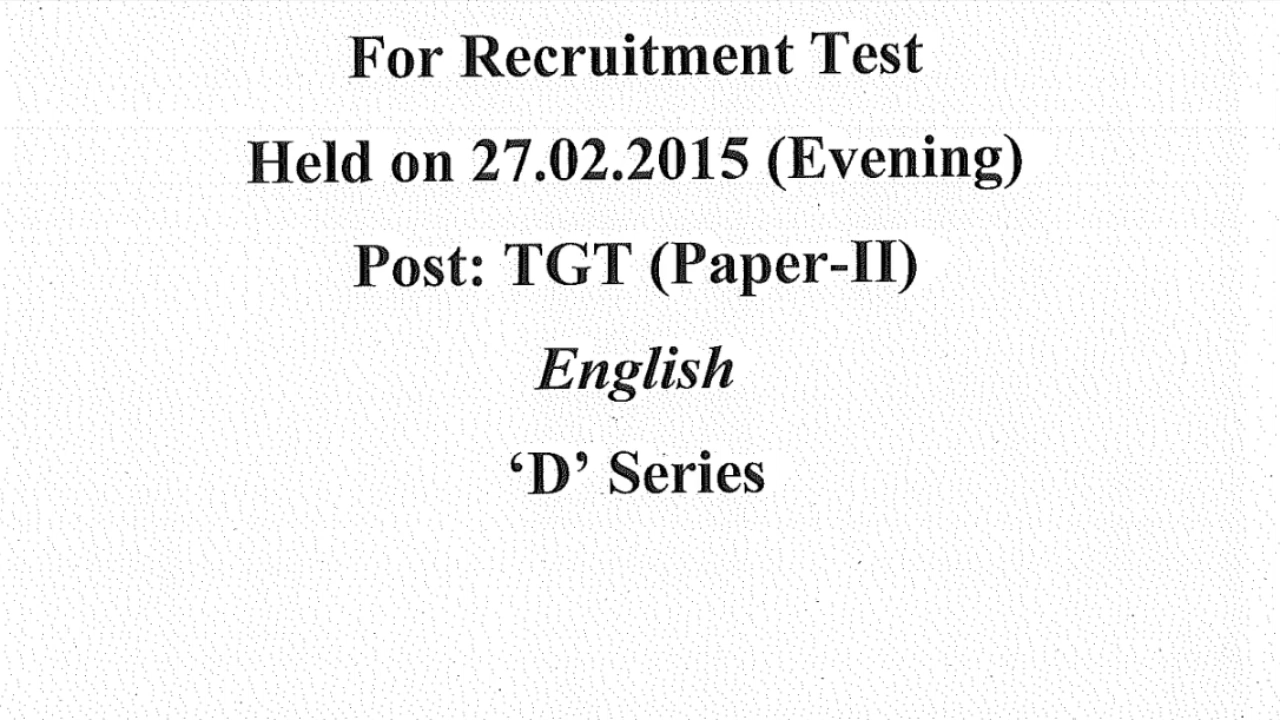 For Recruitment Test
Held on 27.02.2015 (Evening)
Post: TGT (Paper-II)
English
‘D’ Series